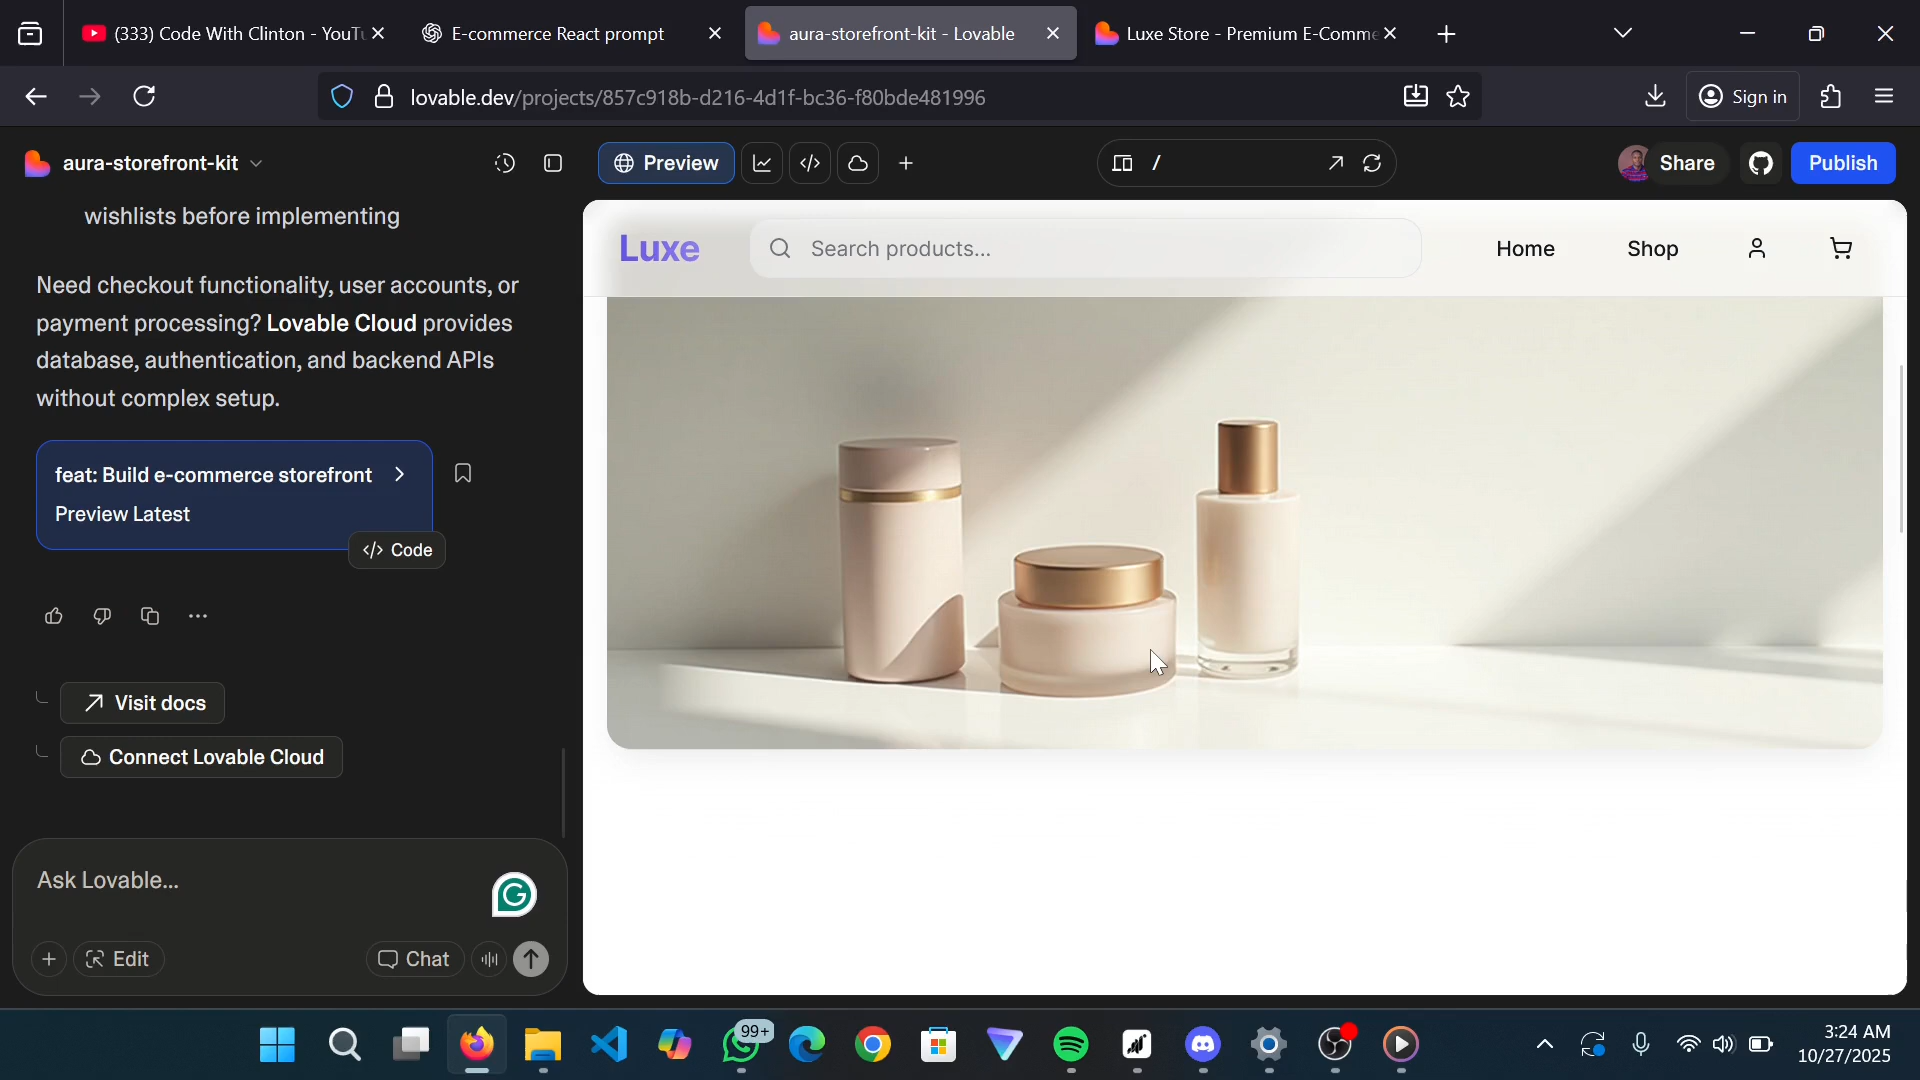 (333) Code With Clinton - YouTu
E-commerce React prompt
aura-storefront-kit - Lovable
Luxe Store - Premium E-Comme
lovable.dev/projects/857c918b-d216-4d1f-bc36-f80bde481996
Sign in
aura-storefront-kit
Preview
/
Share
Publish
wishlists before implementing
Need checkout functionality, user accounts, or
payment processing? Lovable Cloud provides
database, authentication, and backend APIs
without complex setup.
feat: Build e-commerce storefront
Preview Latest
Code
Visit docs
Connect Lovable Cloud
Ask Lovable...
Edit
Chat
Luxe
Search products...
Home
Shop
99+
3:24 AM
10/27/2025